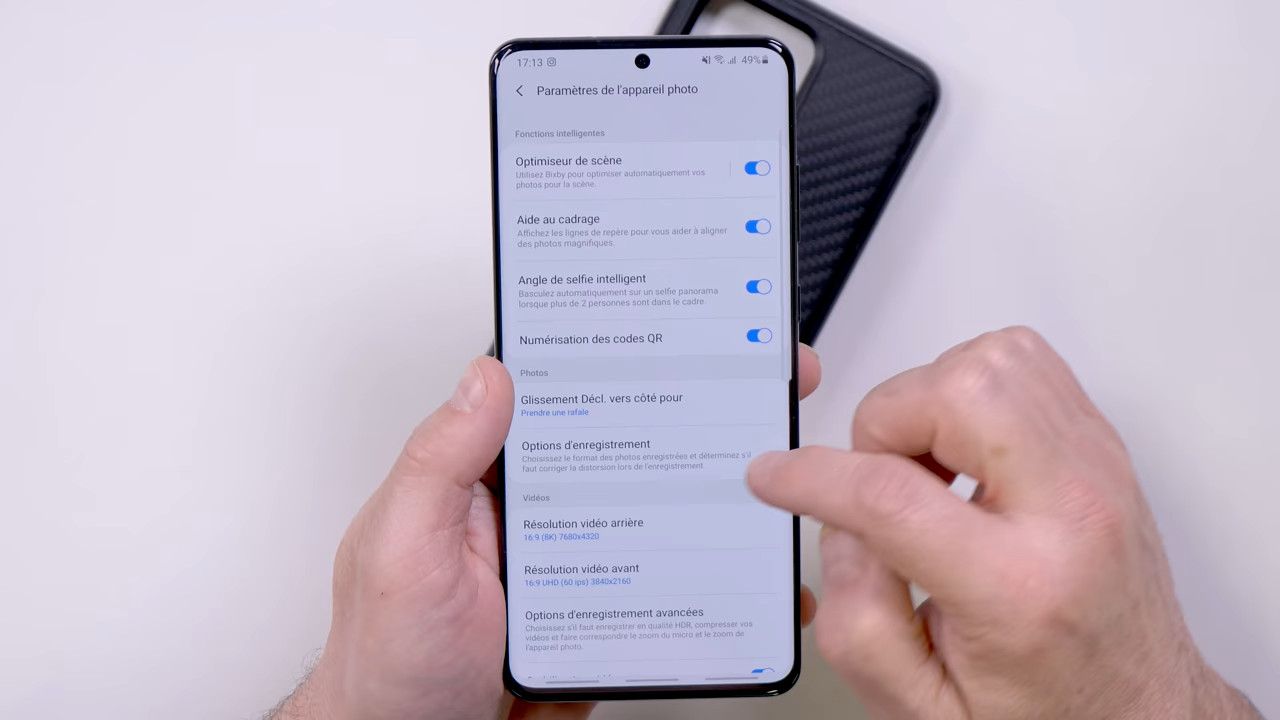 17:13 49%
Paramètres de l'appareil photo
Fonctions intelligentes
Optimiseur de scène
Utilisez Bixby pour optimiser automatiquement vos
photos pour la scène.
Aide au cadrage
Affichez les lignes de repère pour vous aider à aligner
des photos magnifiques.
Angle de selfie intelligent
Basculez automatiquement sur un selfie panorama
lorsque plus de 2 personnes sont dans le cadre.
Numérisation des codes QR
Photos
Glissement Décl. vers côté pour
Prendre une rafale
Options d'enregistrement
Choisissez le format des photos enregistrées et déterminez s'il
faut corriger la distorsion lors de l'enregistrement.
Vidéos
Résolution vidéo arrière
16:9 (8K) 7680x4320
Résolution vidéo avant
16:9 UHD (60 ips) 3840x2160
Options d'enregistrement avancées
Choisissez s'il faut enregistrer en qualité HDR, compresser vos
vidéos et faire correspondre le zoom du micro et le zoom de
l'appareil photo.